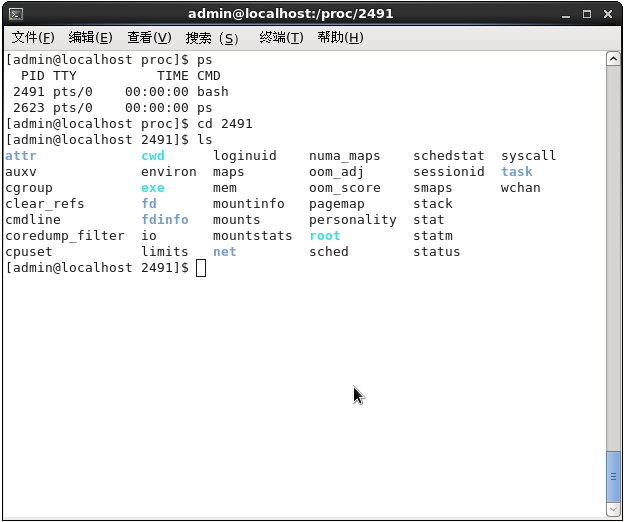 admin@localhost:/proc/2491
文件(F) 编辑(E) 查看(V) 搜索 (S) 终端(T) 帮助(H)
[admin@localhost proc]$ ps
  PID TTY          TIME CMD
 2491 pts/0    00:00:00 bash
 2623 pts/0    00:00:00 ps
[admin@localhost proc]$ cd 2491
[admin@localhost 2491]$ ls
attr             cwd      loginuid    numa_maps    schedstat  syscall
auxv             environ  maps        oom_adj      sessionid  task
cgroup           exe      mem         oom_score    smaps      wchan
clear_refs       fd       mountinfo   pagemap      stack
cmdline          fdinfo   mounts      personality  stat
coredump_filter  io       mountstats  root         statm
cpuset           limits   net         sched        status
[admin@localhost 2491]$